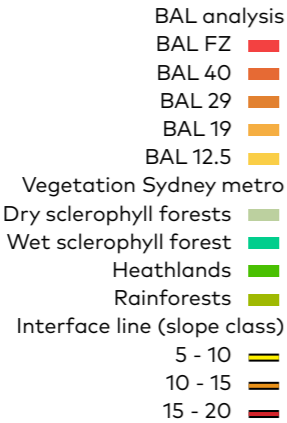 BAL analysis
BAL FZ
BAL 40
BAL 29
BAL 19
BAL 12.5
Vegetation Sydney metro
Dry sclerophyll forests
Wet sclerophyll forest
Heathlands
Rainforests
Interface line (slope class)
5 - 10
10 - 15
15 - 20